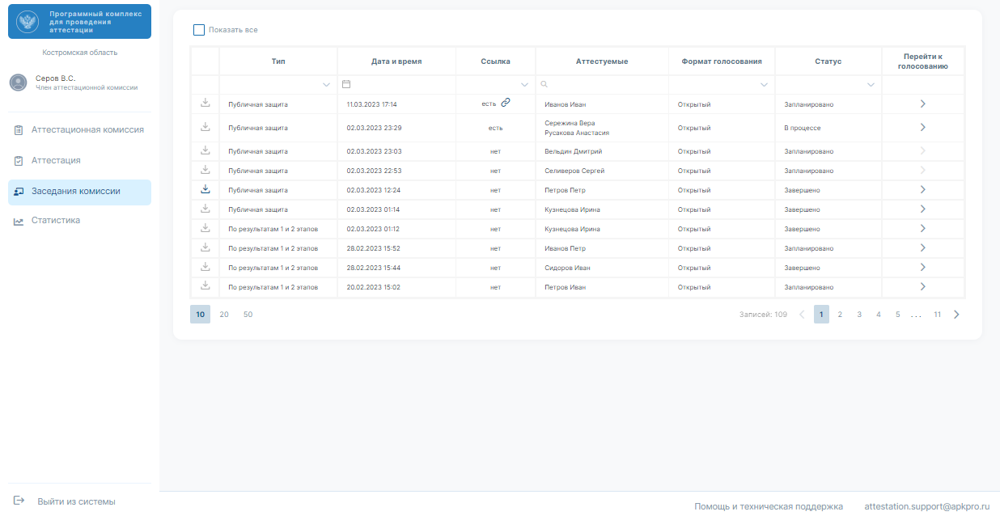 Программный комплекс
для проведения
аттестации
Костромская область
Серов В.С.
Член аттестационной комиссии
Аттестационная комиссия
Аттестация
Заседания комиссии
Статистика
Выйти из системы
Показать все
Тип Дата и время Ссылка Аттестуемые Формат голосования Статус Перейти к голосованию
Публичная защита 11.03.2023 17:14 есть Иванов Иван Открытый Запланировано
Публичная защита 02.03.2023 23:29 есть Сережина Вера Русакова Анастасия Открытый В процессе
Публичная защита 02.03.2023 23:03 нет Вельдин Дмитрий Открытый Запланировано
Публичная защита 02.03.2023 22:53 нет Селиверов Сергей Открытый Запланировано
Публичная защита 02.03.2023 12:24 нет Петров Петр Открытый Завершено
Публичная защита 02.03.2023 01:14 нет Кузнецова Ирина Открытый Завершено
По результатам 1 и 2 этапов 02.03.2023 01:12 нет Кузнецова Ирина Открытый Завершено
По результатам 1 и 2 этапов 28.02.2023 15:52 нет Иванов Петр Открытый Запланировано
По результатам 1 и 2 этапов 28.02.2023 15:44 нет Сидоров Иван Открытый Завершено
По результатам 1 и 2 этапов 20.02.2023 15:02 нет Петров Иван Открытый Запланировано
10 20 50 Записей: 109 1 2 3 4 5 ... 11
Помощь и техническая поддержка attestation.support@apkpro.ru